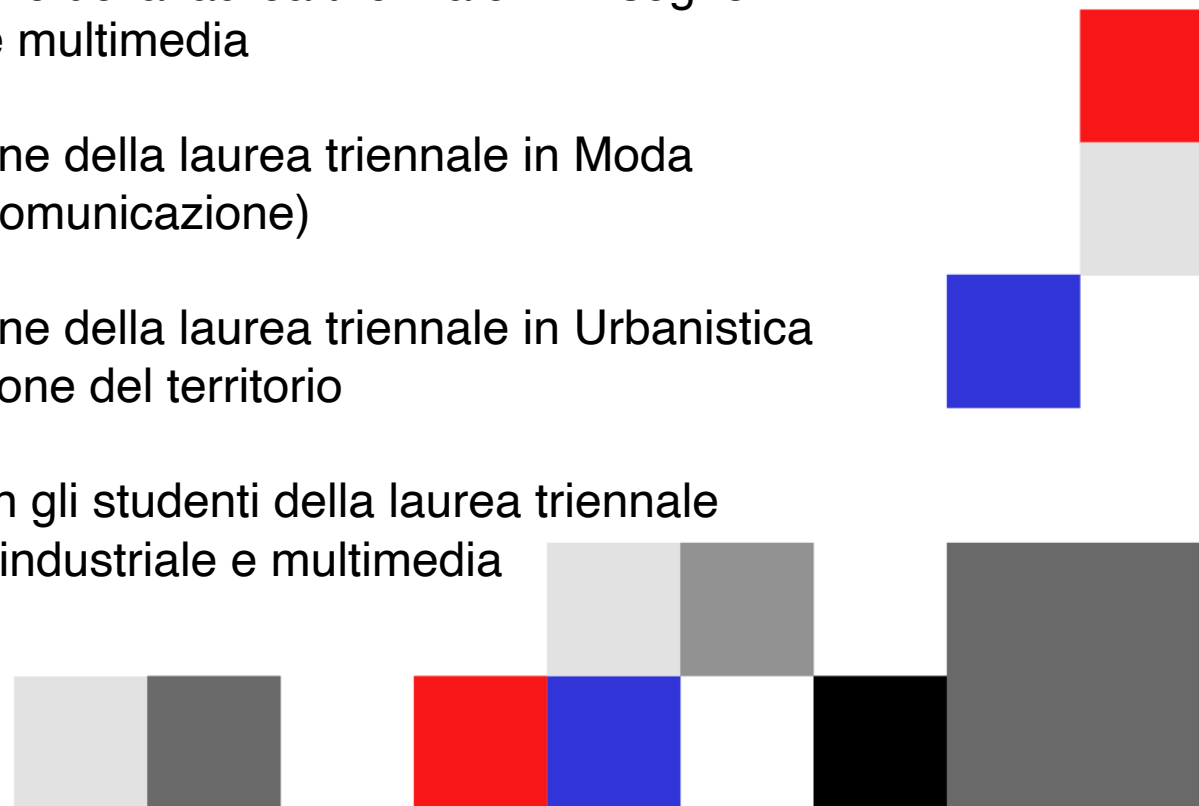 e multimedia
ne della laurea triennale in Moda
omunicazione)
ne della laurea triennale in Urbanistica
one del territorio
n gli studenti della laurea triennale
industriale e multimedia